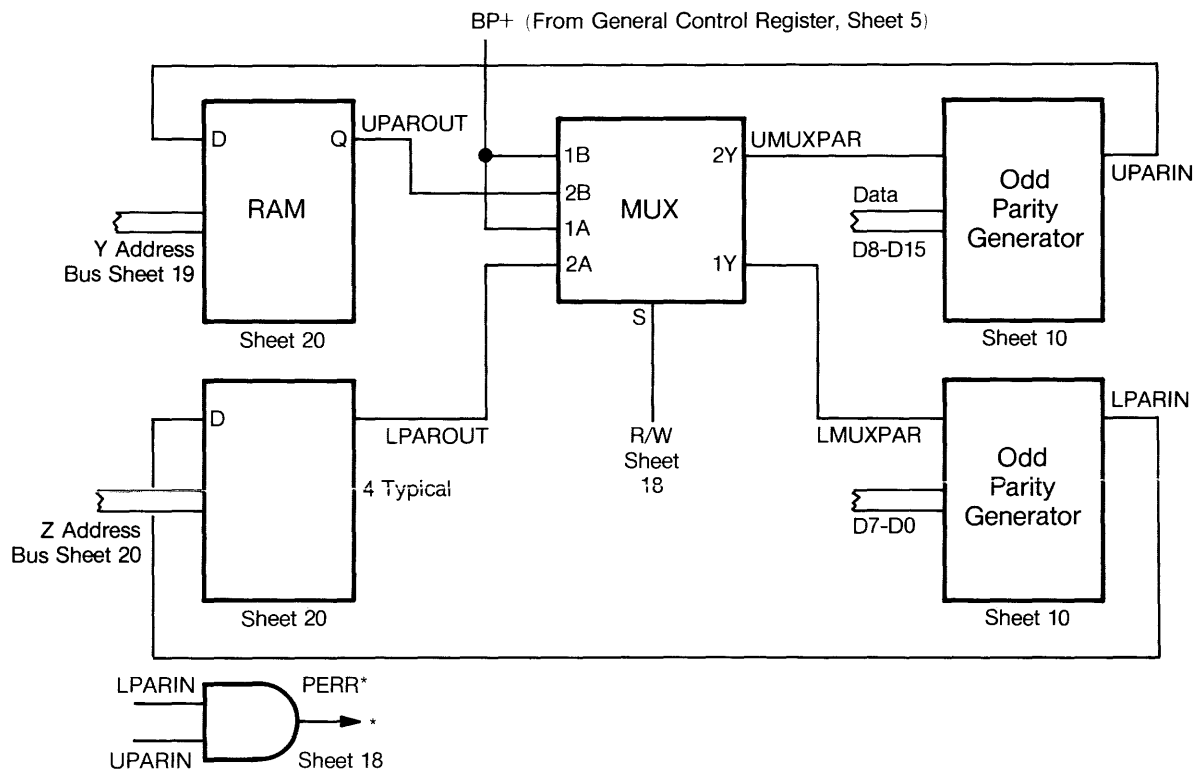 BP+ (From General Control Register, Sheet 5)
D
Q
RAM
UPAROUT
Y Address
Bus Sheet 19
Sheet 20
1B
2B
1A
2A
MUX
2Y
1Y
S
UMUXPAR
Data
D8-D15
Odd
Parity
Generator
UPARIN
Sheet 10
D
LPAROUT
4 Typical
Z Address
Bus Sheet 20
Sheet 20
R/W
Sheet
18
LMUXPAR
D7-D0
Odd
Parity
Generator
LPARIN
Sheet 10
LPARIN
UPARIN
PERR*
*
Sheet 18